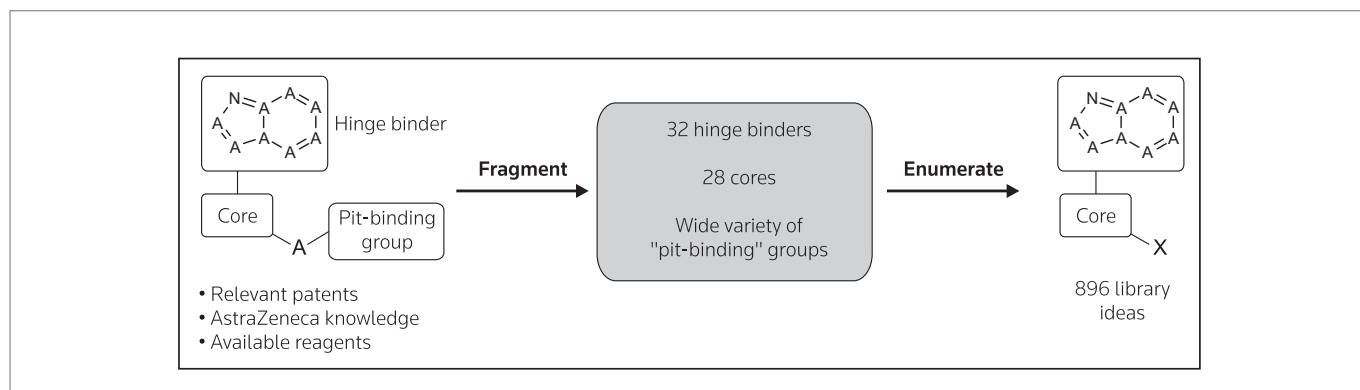 N
A
A
A
A
A
A
A
A
Hinge binder
Core
A
Pit-binding
group
• Relevant patents
• AstraZeneca knowledge
• Available reagents
Fragment
32 hinge binders
28 cores
Wide variety of
"pit-binding" groups
Enumerate
N
A
A
A
A
A
A
A
A
Core
X
896 library
ideas